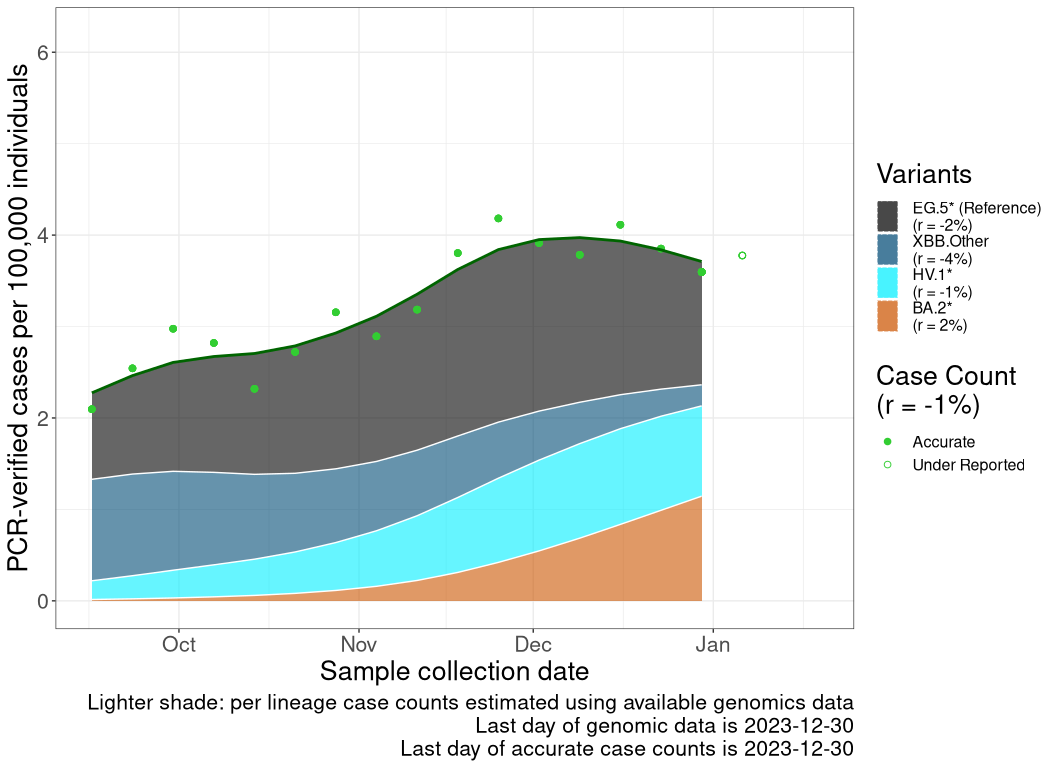 PCR-verified cases per 100,000 individuals
6
4
2
0
Oct
Nov
Dec
Jan
Sample collection date
Variants
EG.5* (Reference)
(r = -2%)
XBB.Other
(r = -4%)
HV.1*
(r = -1%)
BA.2*
(r = 2%)
Case Count
(r = -1%)
Accurate
Under Reported
Lighter shade: per lineage case counts estimated using available genomics data
Last day of genomic data is 2023-12-30
Last day of accurate case counts is 2023-12-30